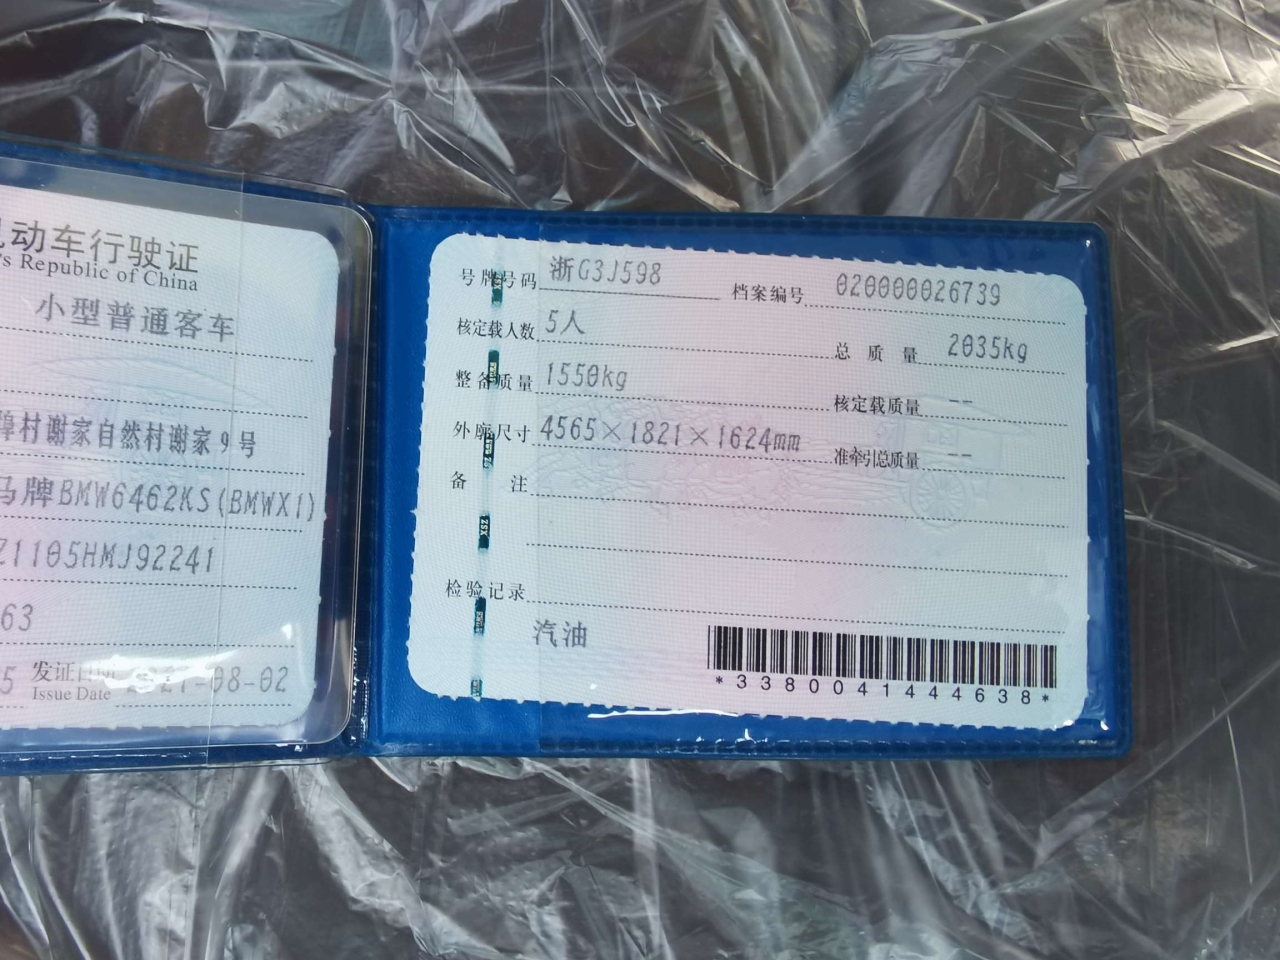 动车行驶证
's Republic of China
小型普通客车
村谢家自然村谢家9号
马牌BMW6462KS(BMWX1)
Z1105HMJ92241
63
5 发证日期 2021-08-02
Issue Date
号牌号码 浙G3J598 档案编号 020000026739
核定载人数 5人 总质量 2035kg
整备质量 1550kg 核定载质量 --
外廓尺寸 4565×1821×1624mm 准牵引总质量 --
备注
检验记录
汽油
*3380041444638*